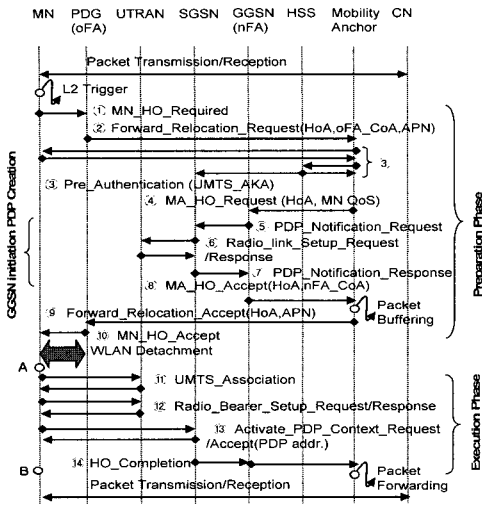 MN PDG (oFA) UTRAN SGSN GGSN (nFA) HSS Mobility Anchor CN
Packet Transmission/Reception
L2 Trigger
① MN_HO_Required
② Forward_Relocation_Request(HoA,oFA_CoA,APN)
3.
③ Pre_Authentication (UMTS_AKA)
④ MA_HO_Request (HoA, MN QoS)
⑤ PDP_Notification_Request
⑥ Radio_link_Setup_Request
/Response
⑦ PDP_Notification_Response
⑧ MA_HO_Accept(HoA,nFA_CoA)
⑨ Forward_Relocation_Accept(HoA,APN)
Packet
Buffering
⑩ MN_HO_Accept
WLAN Detachment
A
⑪ UMTS_Association
⑫ Radio_Bearer_Setup_Request/Response
⑬ Activate_PDP_Context_Request
/Accept(PDP addr.)
B
⑭ HO_Completion
Packet
Forwarding
Packet Transmission/Reception
GGSN initiation PDP Creation
Preparation Phase
Execution Phase